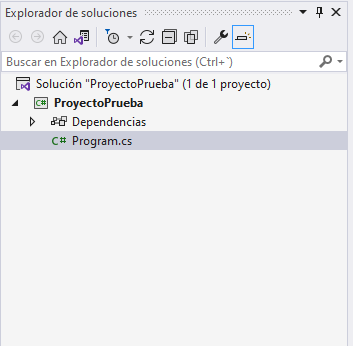 Explorador de soluciones
Buscar en Explorador de soluciones (Ctrl+`)
Solución "ProyectoPrueba" (1 de 1 proyecto)
C# ProyectoPrueba
Dependencias
C# Program.cs